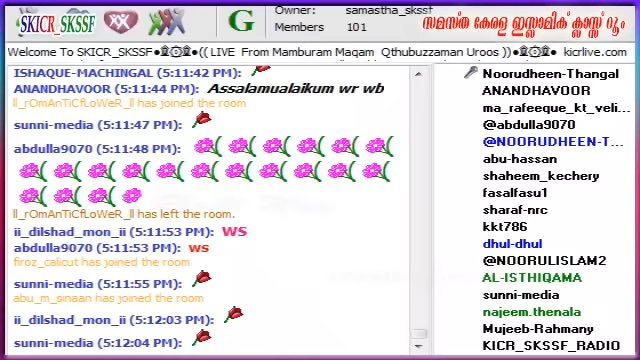 SKICR_SKSSF
G
Owner: samastha_skssf
Members 101
സമസ്ത കേരള ഇസ്ലാമിക് ക്ലാസ്സ് റൂം
Welcome To SKICR_SKSSF●۩۞۩●(( LIVE From Mamburam Maqam Qthubuzzaman Uroos ))●۩۞۩● kicrlive.com
ISHAQUE-MACHINGAL (5:11:42 PM):
ANANDHAVOOR (5:11:44 PM): Assalamualaikum wr wb
ll_rOmAnTiCfLoWeR_ll has joined the room
sunni-media (5:11:47 PM):
abdulla9070 (5:11:48 PM):
ll_rOmAnTiCfLoWeR_ll has left the room.
ii_dilshad_mon_ii (5:11:53 PM): ws
abdulla9070 (5:11:53 PM): ws
firoz_calicut has joined the room
sunni-media (5:11:55 PM):
abu_m_sinaan has joined the room
ii_dilshad_mon_ii (5:12:03 PM):
sunni-media (5:12:04 PM):
Noorudheen-Thangal
ANANDHAVOOR
ma_rafeeque_kt_veli...
@abdulla9070
@NOORUDHEEN-T...
abu-hassan
shaheem_kechery
fasalfasu1
sharaf-nrc
kkt786
dhul-dhul
@NOORULISLAM2
AL-ISTHIQAMA
sunni-media
najeem.thenala
Mujeeb-Rahmany
KICR_SKSSF_RADIO